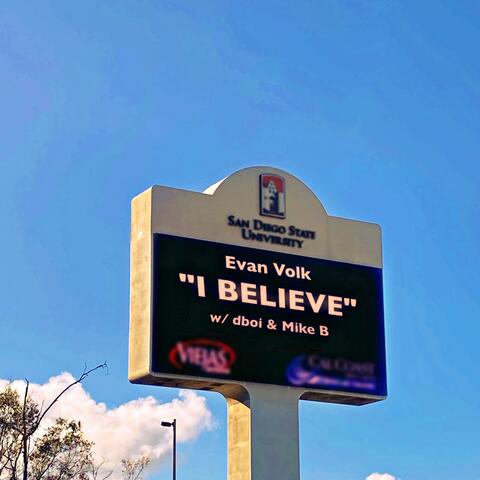 SAN DIEGO STATE
UNIVERSITY
Evan Volk
"I BELIEVE"
w/ dboi & Mike B
VIEJAS
CAL COAST